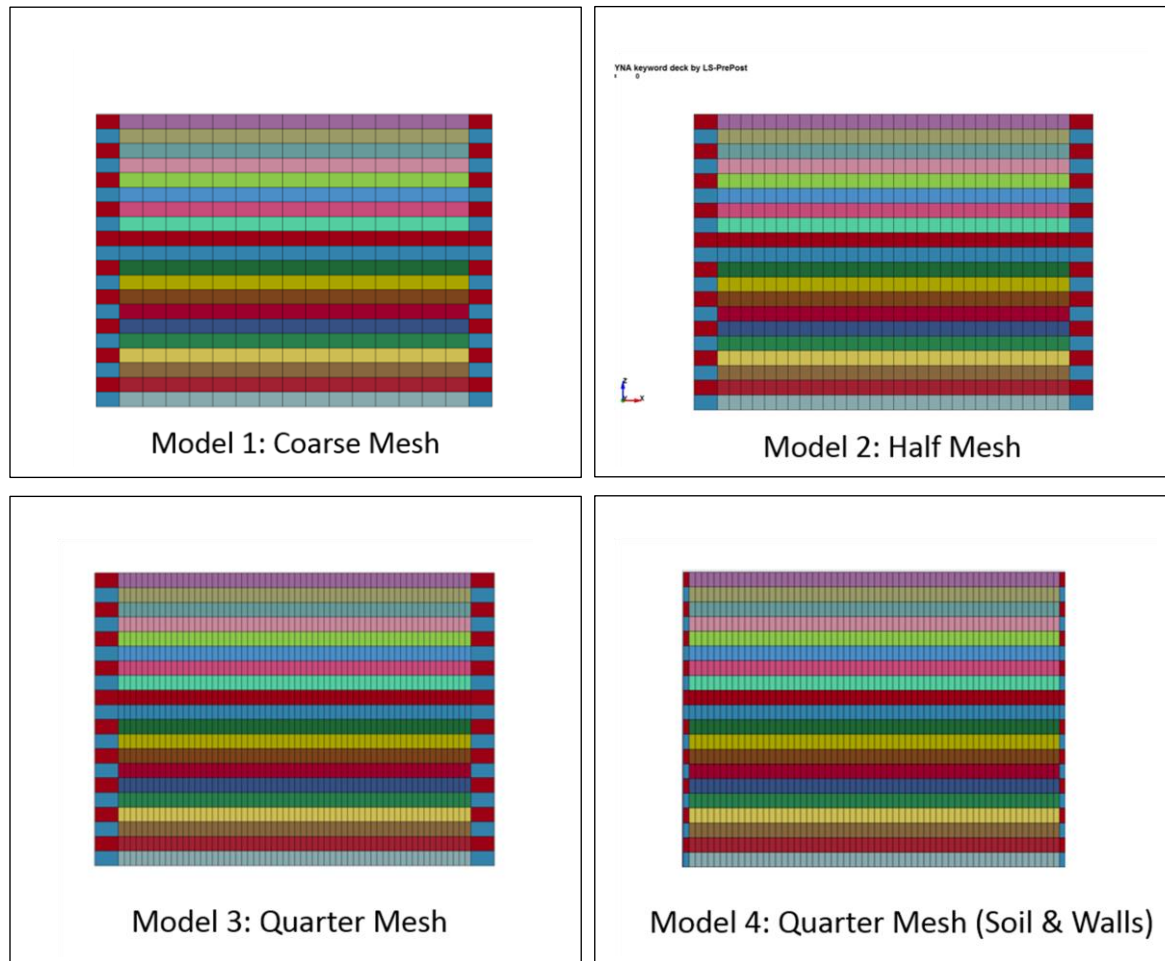 Model 1: Coarse Mesh
YNA keyword deck by LS-PrePost
0
Z
X
Model 2: Half Mesh
Model 3: Quarter Mesh
Model 4: Quarter Mesh (Soil & Walls)